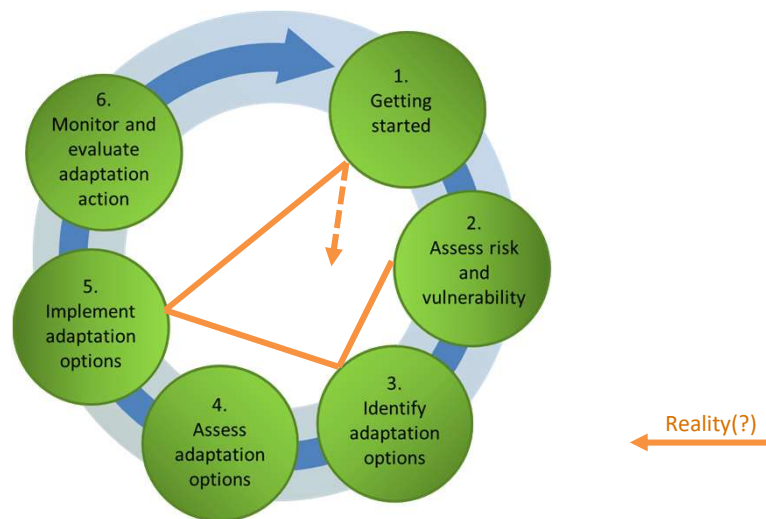 1.
Getting
started
2.
Assess risk
and
vulnerability
3.
Identify
adaptation
options
4.
Assess
adaptation
options
5.
Implement
adaptation
options
6.
Monitor and
evaluate
adaptation
action
Reality(?)